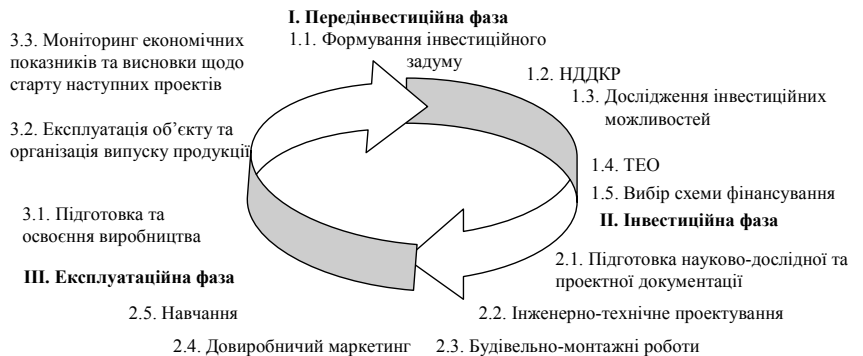 І. Передінвестиційна фаза
1.1. Формування інвестиційного
задуму
1.2. НДДКР
1.3. Дослідження інвестиційних
можливостей
1.4. ТЕО
1.5. Вибір схеми фінансування
ІІ. Інвестиційна фаза
2.1. Підготовка науково-дослідної та
проектної документації
2.2. Інженерно-технічне проектування
2.3. Будівельно-монтажні роботи
2.4. Довиробничий маркетинг
2.5. Навчання
ІІІ. Експлуатаційна фаза
3.1. Підготовка та
освоєння виробництва
3.2. Експлуатація об’єкту та
організація випуску продукції
3.3. Моніторинг економічних
показників та висновки щодо
старту наступних проектів